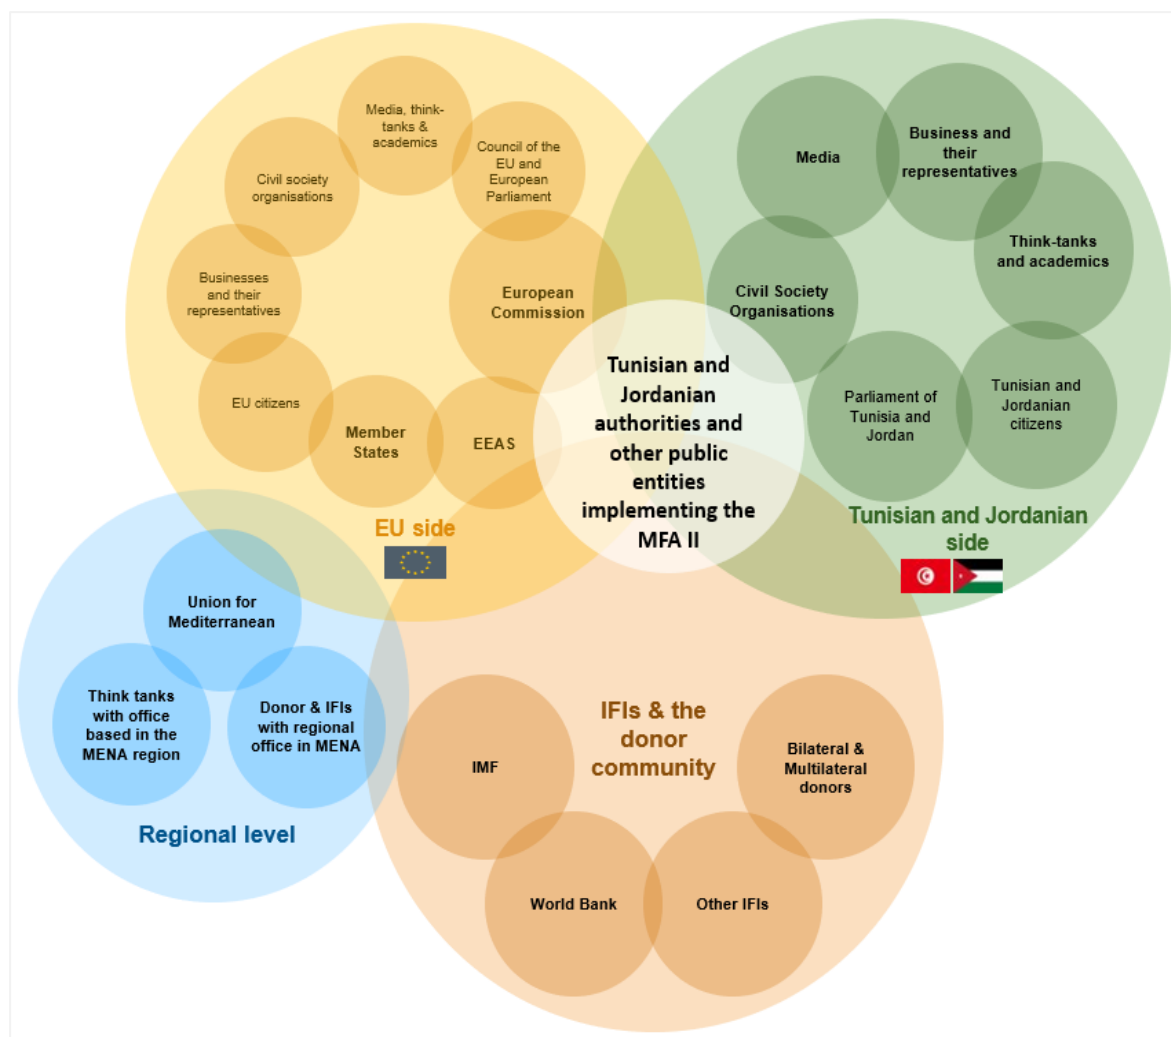 Media, think-
tanks &
academics
Council of the
EU and
European
Parliament
Civil society
organisations
Businesses
and their
representatives
European
Commission
EU citizens
Member
States
EEAS
EU side
Media
Business and
their
representatives
Think-tanks
and academics
Civil Society
Organisations
Parliament of
Tunisia and
Jordan
Tunisian and
Jordanian
citizens
Tunisian and Jordanian
side
Tunisian and
Jordanian
authorities and
other public
entities
implementing the
MFA II
Union for
Mediterranean
Think tanks
with office
based in the
MENA region
Donor & IFIs
with regional
office in MENA
Regional level
IFIs & the
donor
community
IMF
Bilateral &
Multilateral
donors
World Bank
Other IFIs